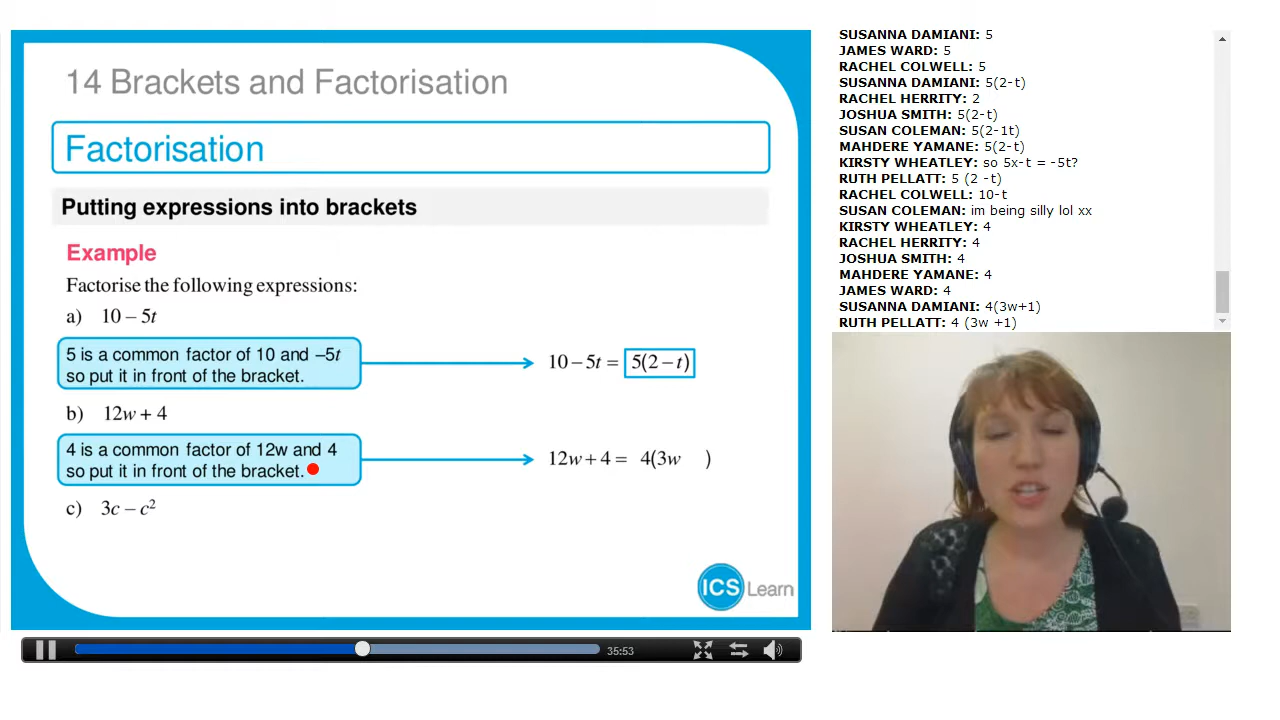 14 Brackets and Factorisation
Factorisation
Putting expressions into brackets
Example
Factorise the following expressions:
a) 10 – 5t
5 is a common factor of 10 and –5t
so put it in front of the bracket.
10 – 5t = 5(2 – t)
b) 12w + 4
4 is a common factor of 12w and 4
so put it in front of the bracket.
12w + 4 = 4(3w )
c) 3c – c²
ICS Learn
35:53
SUSANNA DAMIANI: 5
JAMES WARD: 5
RACHEL COLWELL: 5
SUSANNA DAMIANI: 5(2-t)
RACHEL HERRITY: 2
JOSHUA SMITH: 5(2-t)
SUSAN COLEMAN: 5(2-1t)
MAHDERE YAMANE: 5(2-t)
KIRSTY WHEATLEY: so 5x-t = -5t?
RUTH PELLATT: 5 (2 -t)
RACHEL COLWELL: 10-t
SUSAN COLEMAN: im being silly lol xx
KIRSTY WHEATLEY: 4
RACHEL HERRITY: 4
JOSHUA SMITH: 4
MAHDERE YAMANE: 4
JAMES WARD: 4
SUSANNA DAMIANI: 4(3w+1)
RUTH PELLATT: 4 (3w +1)